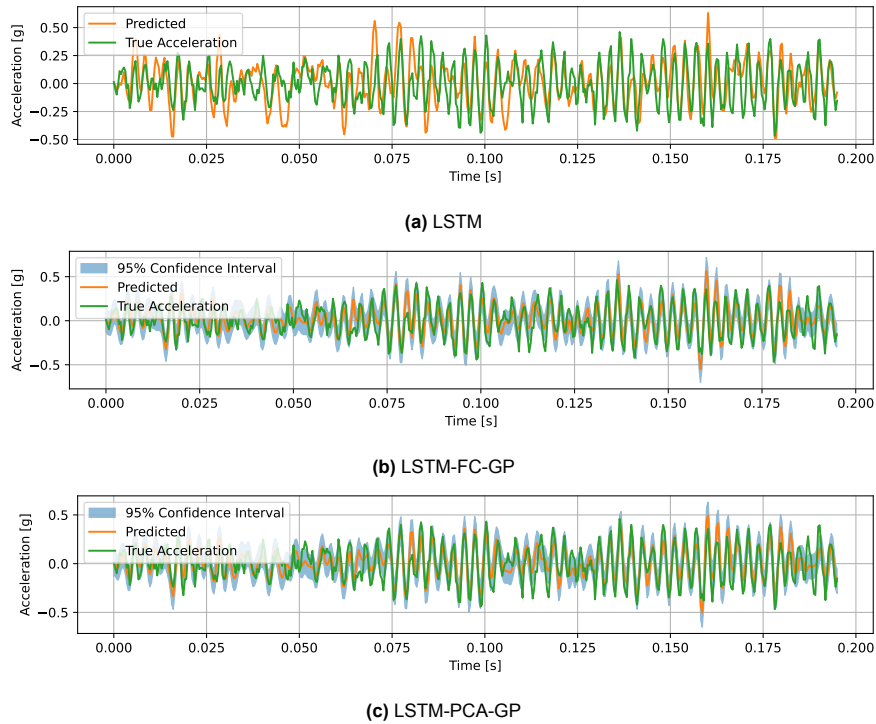 0.50
0.25
0.00
−0.25
−0.50
Acceleration [g]
Predicted
True Acceleration
0.000 0.025 0.050 0.075 0.100 0.125 0.150 0.175 0.200
Time [s]
(a) LSTM
0.5
0.0
−0.5
Acceleration [g]
95% Confidence Interval
Predicted
True Acceleration
0.000 0.025 0.050 0.075 0.100 0.125 0.150 0.175 0.200
Time [s]
(b) LSTM-FC-GP
0.5
0.0
−0.5
Acceleration [g]
95% Confidence Interval
Predicted
True Acceleration
0.000 0.025 0.050 0.075 0.100 0.125 0.150 0.175 0.200
Time [s]
(c) LSTM-PCA-GP